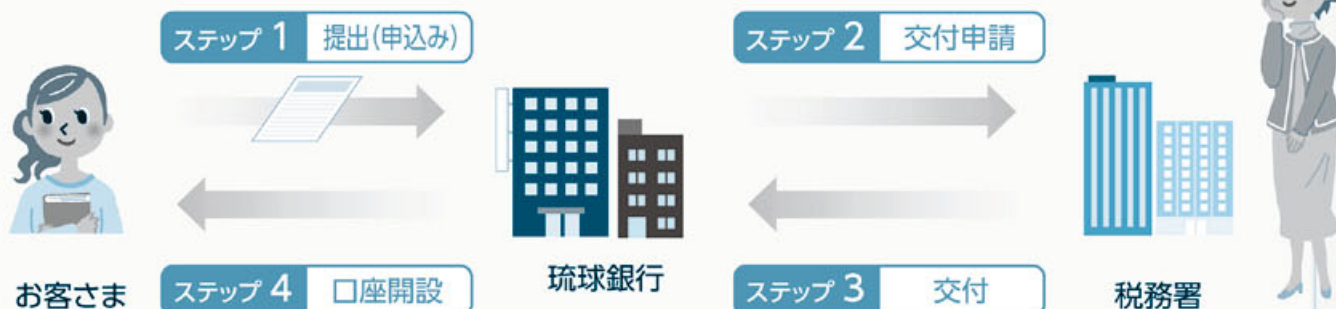 ステップ 1 提出(申込み)
ステップ 2 交付申請
お客さま
ステップ 4 口座開設
琉球銀行
ステップ 3 交付
税務署